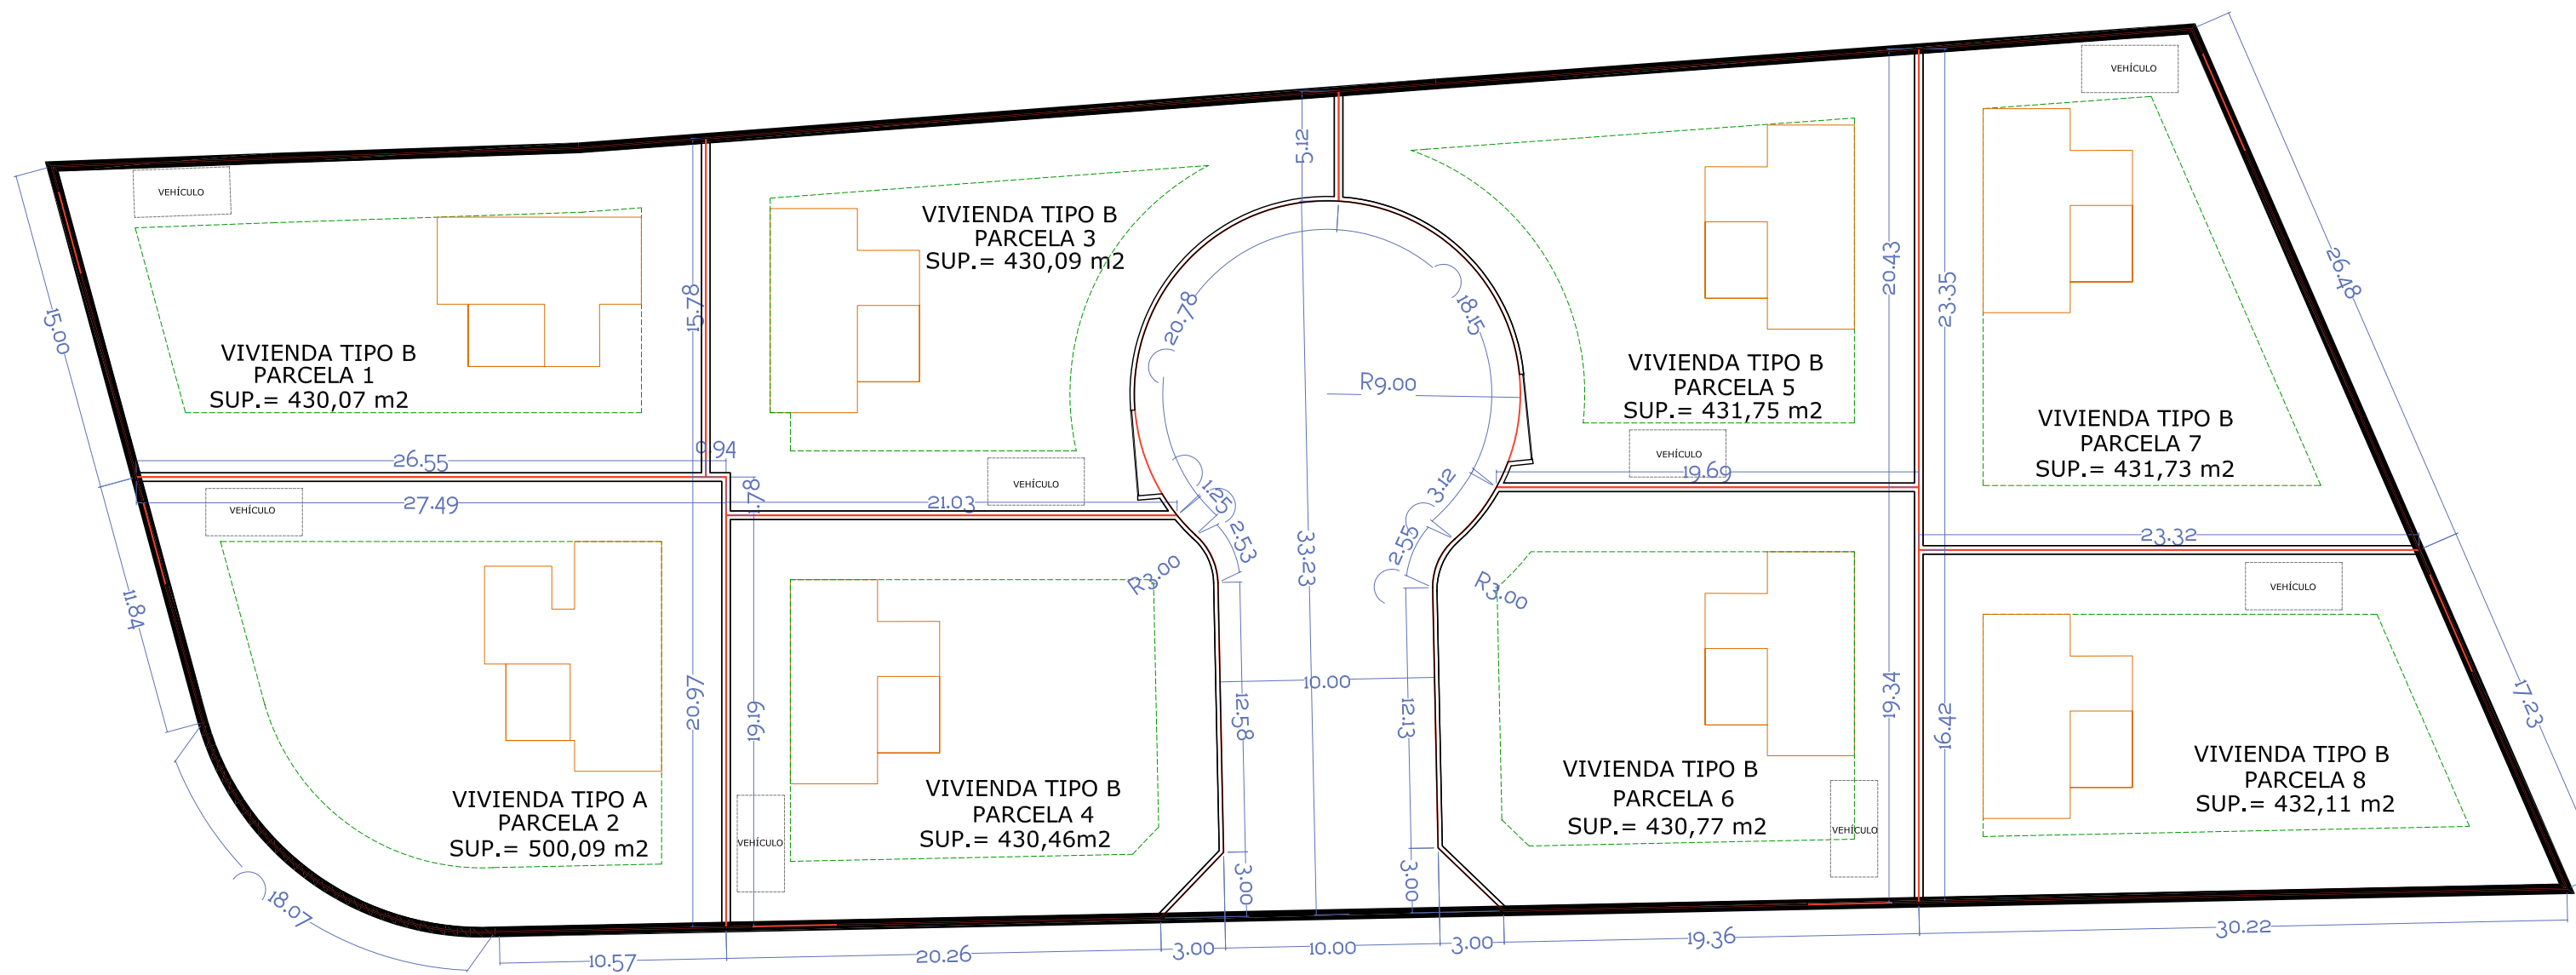 VEHÍCULO
VIVIENDA TIPO B
PARCELA 1
SUP.= 430,07 m2
VIVIENDA TIPO B
PARCELA 3
SUP.= 430,09 m2
VEHÍCULO
VIVIENDA TIPO B
PARCELA 5
SUP.= 431,75 m2
VEHÍCULO
VEHÍCULO
VIVIENDA TIPO B
PARCELA 7
SUP.= 431,73 m2
VEHÍCULO
VIVIENDA TIPO A
PARCELA 2
SUP.= 500,09 m2
VIVIENDA TIPO B
PARCELA 4
SUP.= 430,46m2
VEHÍCULO
VIVIENDA TIPO B
PARCELA 6
SUP.= 430,77 m2
VEHÍCULO
VEHÍCULO
VIVIENDA TIPO B
PARCELA 8
SUP.= 432,11 m2
15.00
11.84
18.07
26.55
0.94
27.49
15.78
20.97
1.78
19.19
21.03
5.12
33.23
20.78
18.15
R9.00
1.25
2.53
R3.00
3.12
2.55
R3.00
10.00
12.58
12.13
3.00
3.00
19.69
20.43
23.35
19.34
16.42
23.32
26.48
17.23
10.57
20.26
3.00
10.00
3.00
19.36
30.22